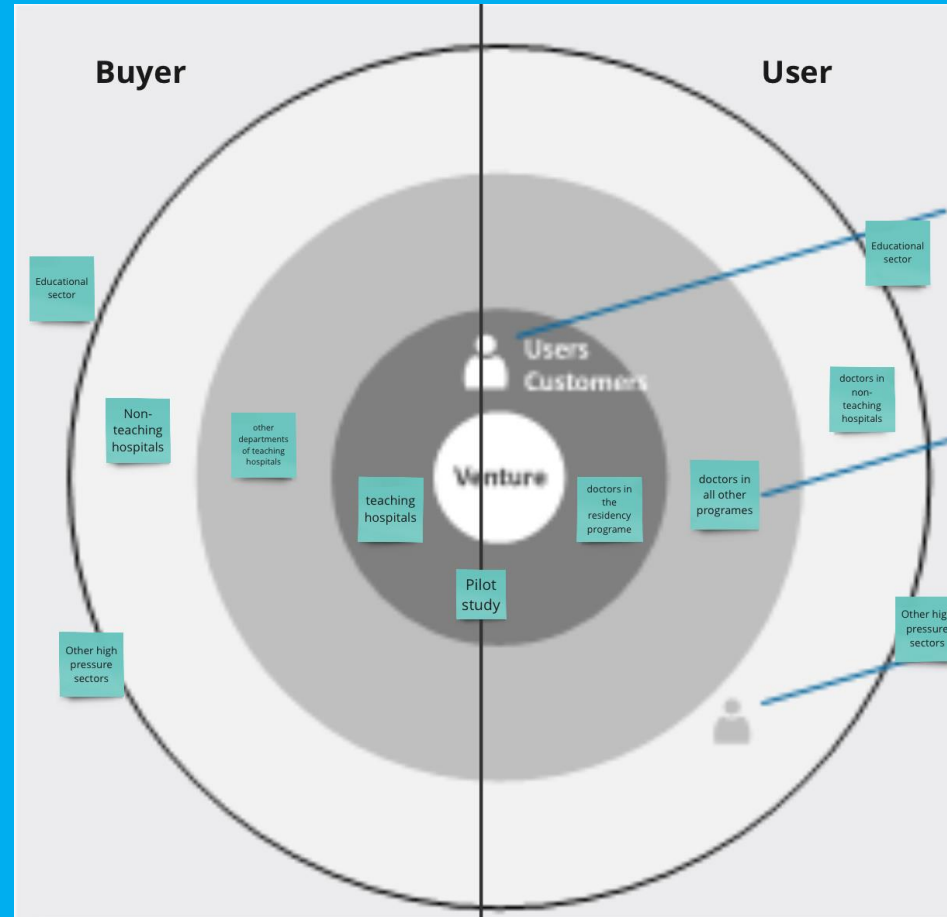 Buyer
User
Educational
sector
Educational
sector
Users
Customers
doctors in
non-
teaching
hospitals
Non-
teaching
hospitals
other
departments
of teaching
hospitals
Venture
teaching
hospitals
doctors in
the
residency
programe
doctors in
all other
programes
Pilot
study
Other high
pressure
sectors
Other hig
pressure
sectors